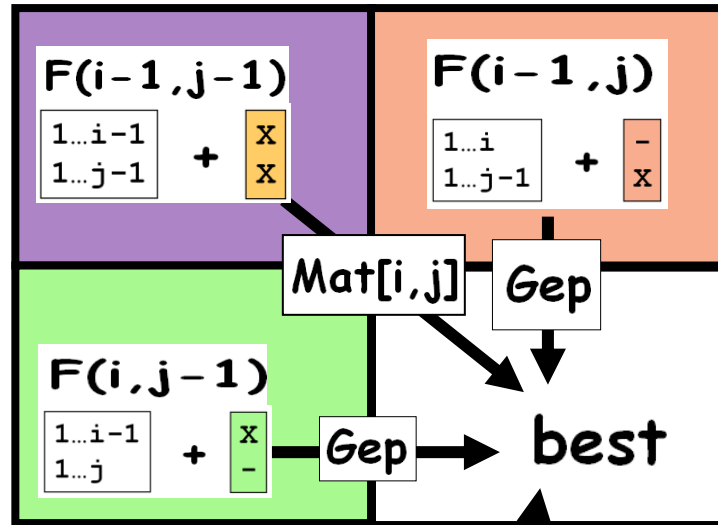 F(i-1,j-1)
1…i-1
1…j-1
+
X
X
F(i-1,j)
1…i
1…j-1
+
-
X
Mat[i,j]
Gep
F(i,j-1)
1…i-1
1…j
+
X
-
Gep
best